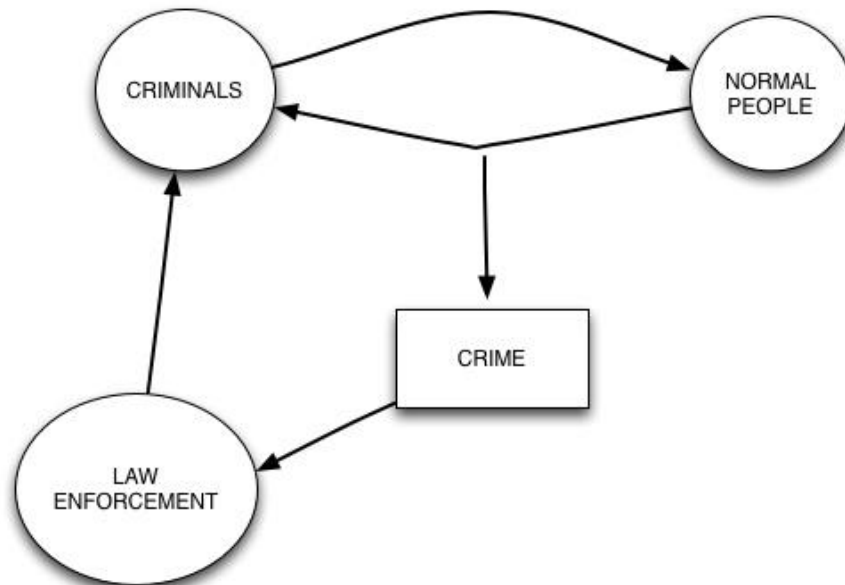 CRIMINALS
NORMAL
PEOPLE
CRIME
LAW
ENFORCEMENT